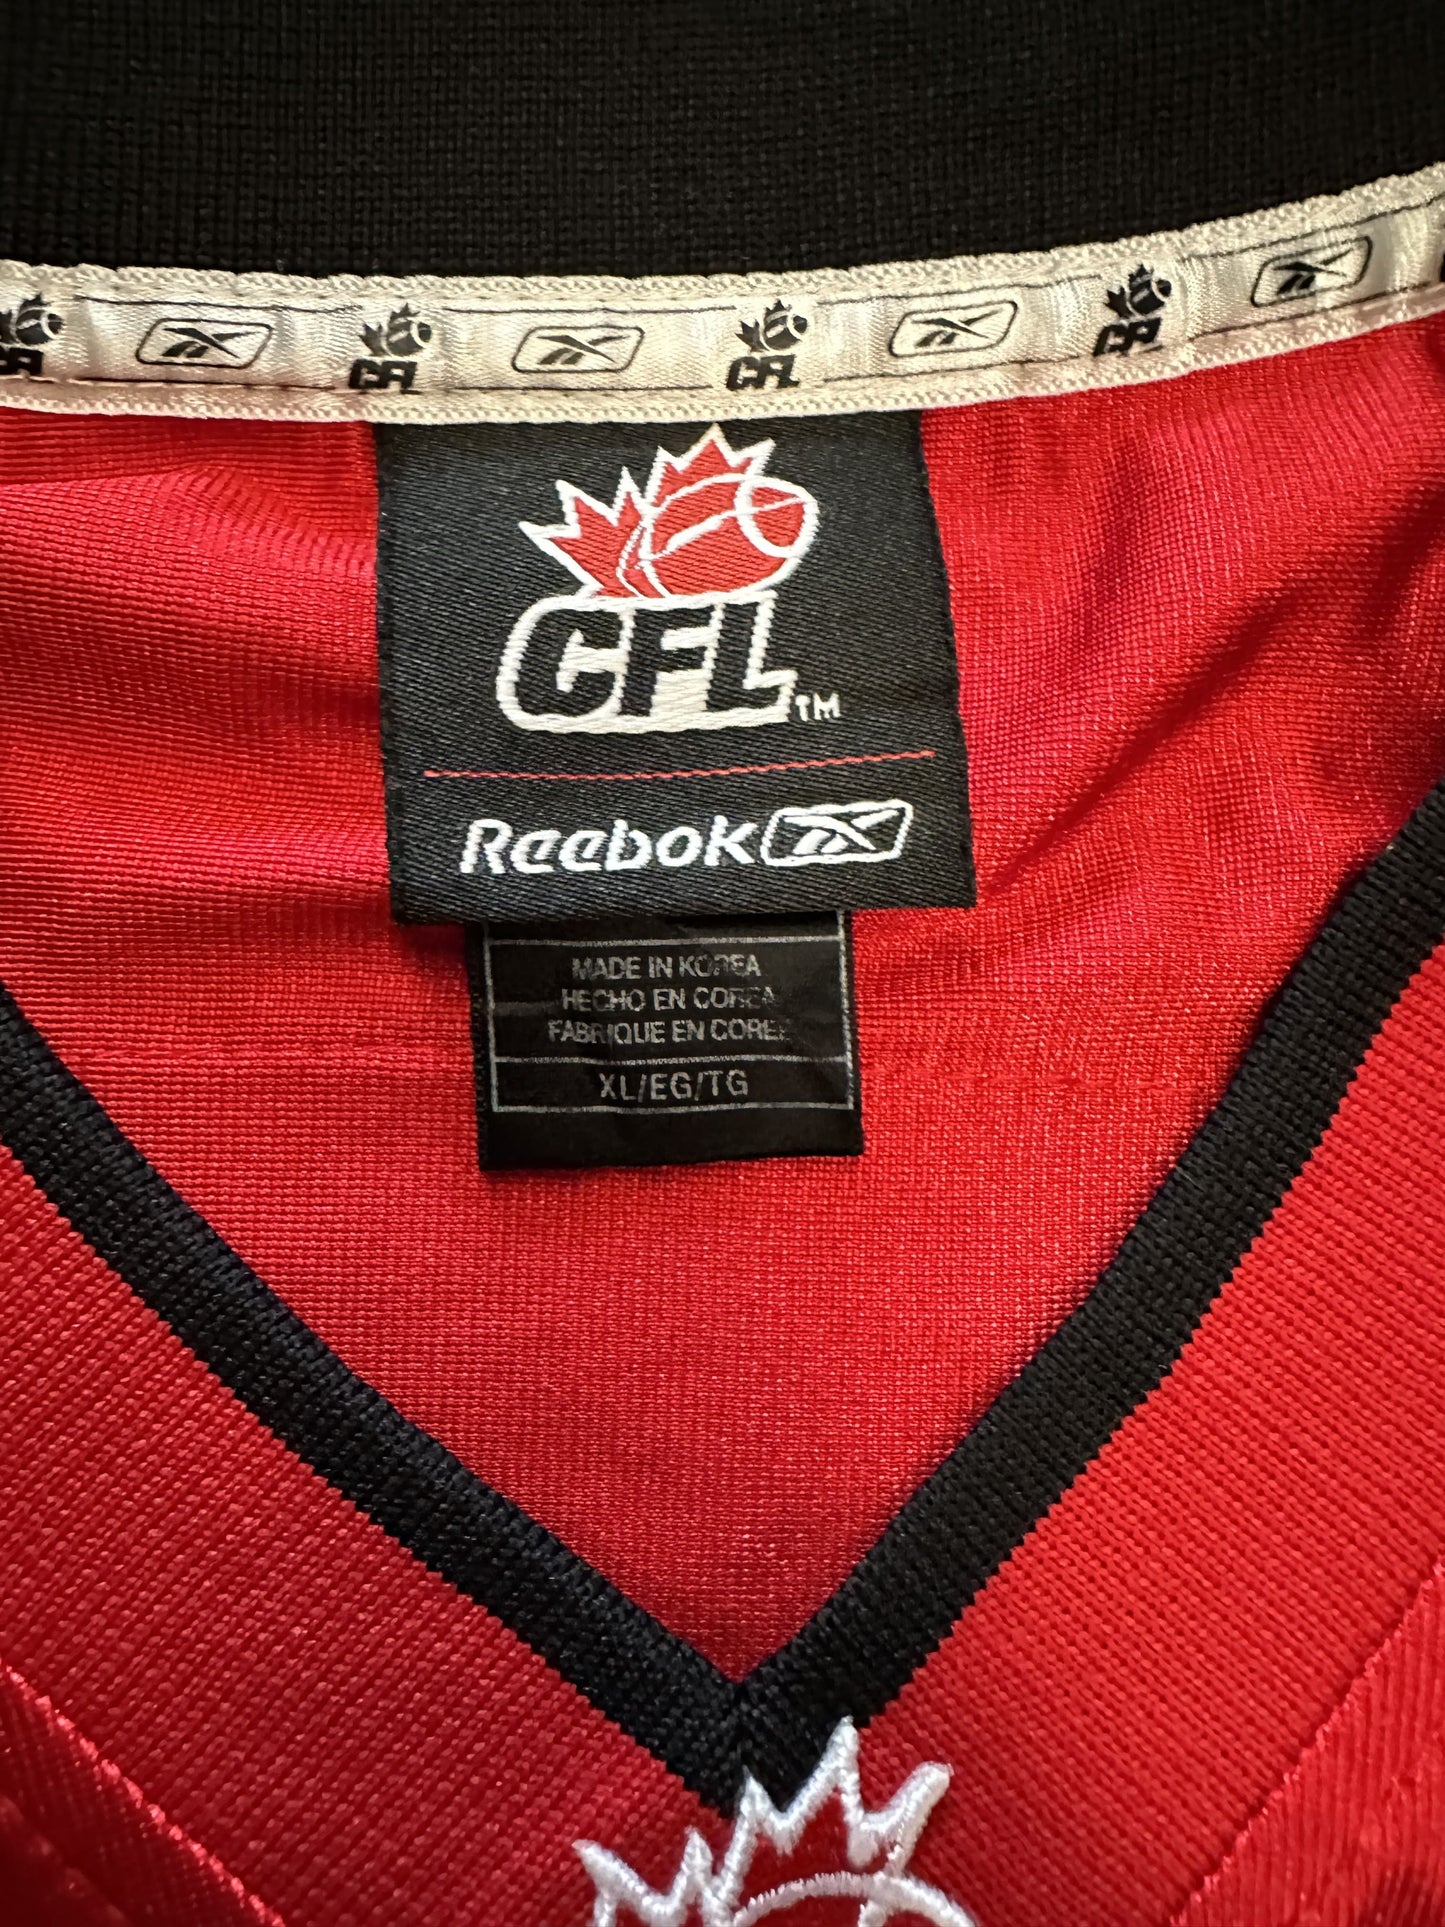 CFL CFL CFL CFL
CFL™
Reebok
MADE IN KOREA
HECHO EN COREA
FABRIQUE EN COREE
XL/EG/TG